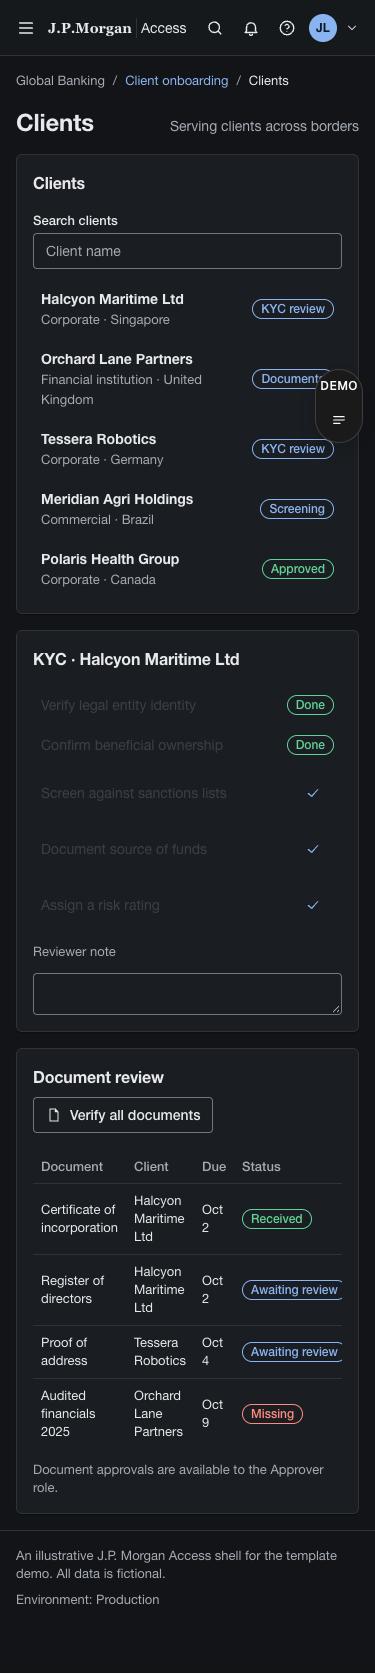 J.P.Morgan Access JL
Global Banking / Client onboarding / Clients
Clients Serving clients across borders
Clients
Search clients
Client name
Halcyon Maritime Ltd
Corporate · Singapore
KYC review
Orchard Lane Partners
Financial institution · United
Kingdom
Documents
DEMO
Tessera Robotics
Corporate · Germany
KYC review
Meridian Agri Holdings
Commercial · Brazil
Screening
Polaris Health Group
Corporate · Canada
Approved
KYC · Halcyon Maritime Ltd
Verify legal entity identity Done
Confirm beneficial ownership Done
Screen against sanctions lists
Document source of funds
Assign a risk rating
Reviewer note
Document review
Verify all documents
Document Client Due Status
Certificate of
incorporation
Halcyon
Maritime
Ltd
Oct
2
Received
Register of
directors
Halcyon
Maritime
Ltd
Oct
2
Awaiting review
Proof of
address
Tessera
Robotics
Oct
4
Awaiting review
Audited
financials
2025
Orchard
Lane
Partners
Oct
9
Missing
Document approvals are available to the Approver
role.
An illustrative J.P. Morgan Access shell for the template
demo. All data is fictional.
Environment: Production